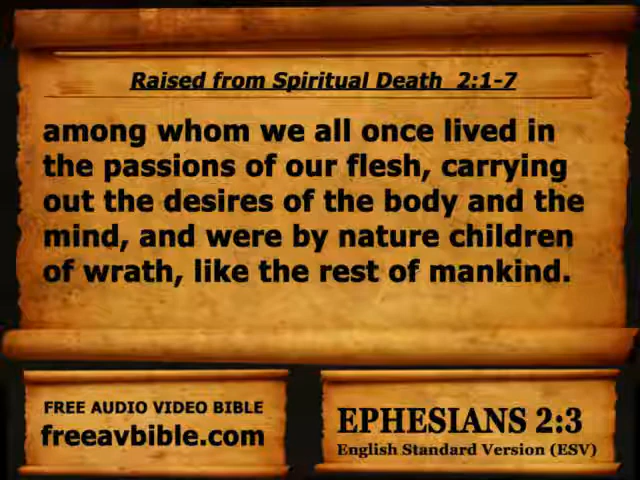 Raised from Spiritual Death 2:1-7
among whom we all once lived in
the passions of our flesh, carrying
out the desires of the body and the
mind, and were by nature children
of wrath, like the rest of mankind.
FREE AUDIO VIDEO BIBLE
freeavbible.com
EPHESIANS 2:3
English Standard Version (ESV)